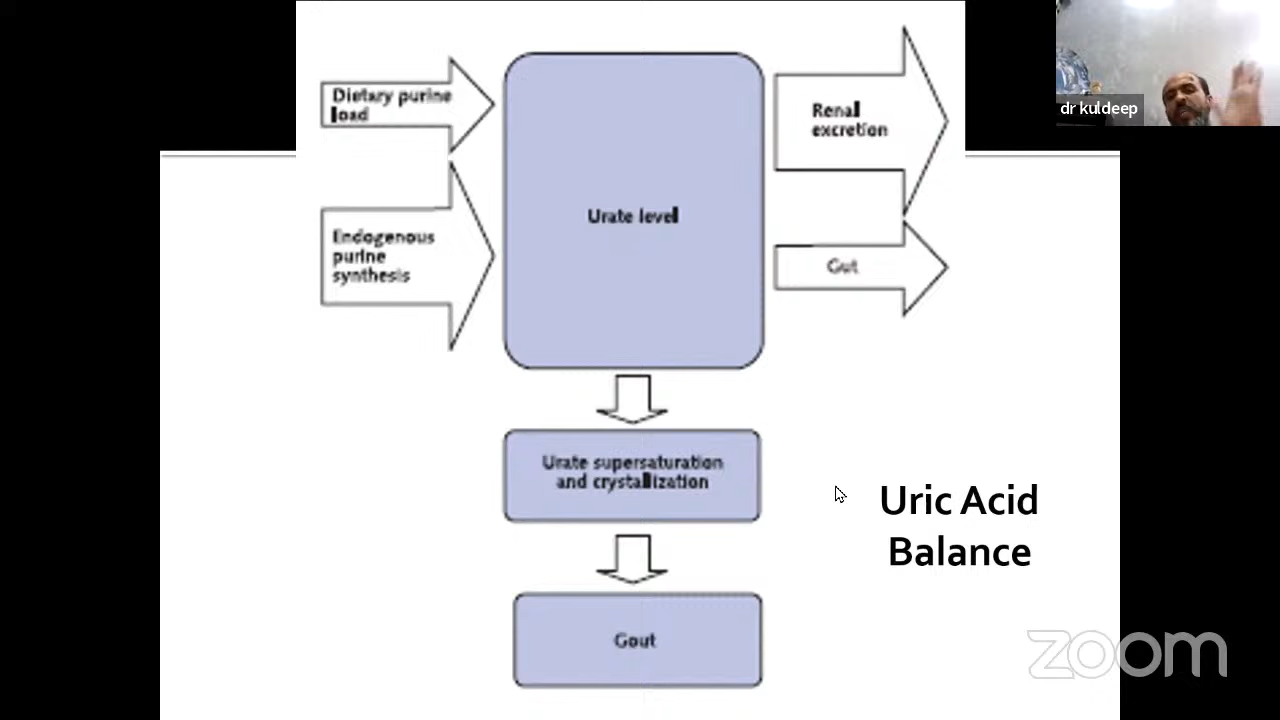 Dietary purine
load
Endogenous
purine
synthesis
Urate level
Renal
excretion
Gut
Urate supersaturation
and crystallization
Gout
Uric Acid
Balance
dr kuldeep
zoom